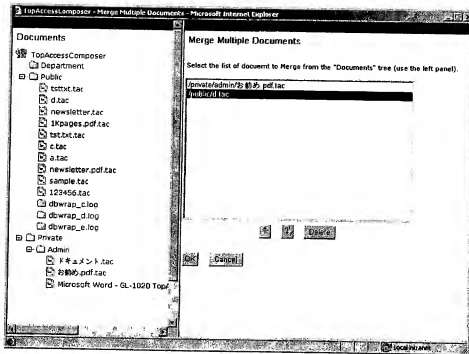 TopAccessComposer - Merge Multiple Documents - Microsoft Internet Explorer
Documents
TopAccessComposer
Department
Public
tsttxt.tac
d.tac
newsletter.tac
1Kpages.pdf.tac
tst.txt.tac
c.tac
a.tac
newsletter.pdf.tac
sample.tac
123456.tac
dbwrap_c.log
dbwrap_d.log
dbwrap_e.log
Private
Admin
ドキュメント.tac
お勧め.pdf.tac
Microsoft Word - GL-1020 TopA
Merge Multiple Documents
Select the list of docuemt to Merge from the "Documents" tree (use the left panel).
/private/admin/お勧め.pdf.tac
/public/d.tac
Delete
OK
Cancel
Local intranet